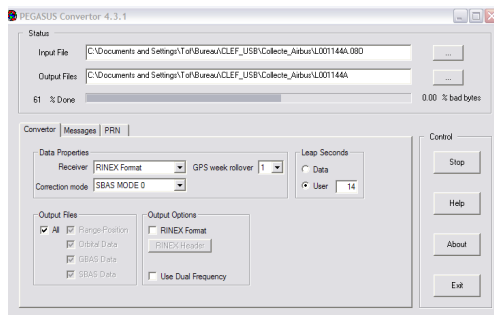 PEGASUS Convertor 4.3.1
Status
Input File C:\Documents and Settings\Tof\Bureau\CLEF_USB\Collecte_Airbus\L001144A.080 ...
Output Files C:\Documents and Settings\Tof\Bureau\CLEF_USB\Collecte_Airbus\L001144A ...
61 % Done 0.00 % bad bytes
Convertor Messages PRN Control
Data Properties Leap Seconds
Receiver RINEX Format GPS week rollover 1 Data Stop
Correction mode SBAS MODE 0 User 14
Help
Output Files Output Options
All Range-Position RINEX Format
Orbital Data RINEX Header About
GBAS Data
SBAS Data Use Dual Frequency Exit